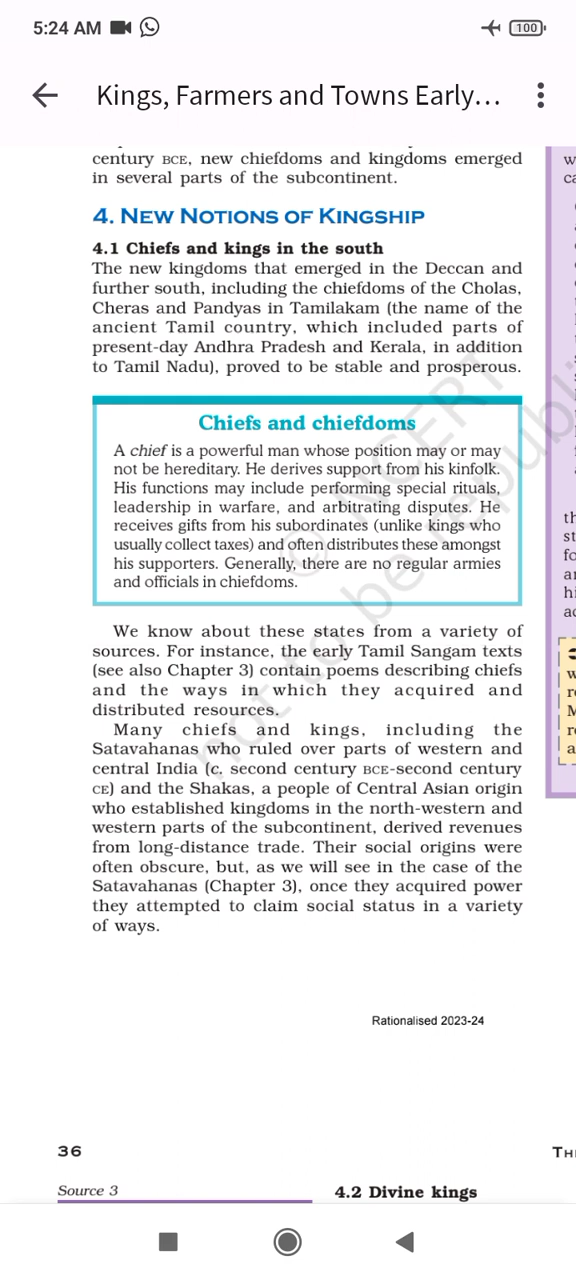 5:24 AM
100
Kings, Farmers and Towns Early...
century BCE, new chiefdoms and kingdoms emerged
in several parts of the subcontinent.
4. NEW NOTIONS OF KINGSHIP
4.1 Chiefs and kings in the south
The new kingdoms that emerged in the Deccan and
further south, including the chiefdoms of the Cholas,
Cheras and Pandyas in Tamilakam (the name of the
ancient Tamil country, which included parts of
present-day Andhra Pradesh and Kerala, in addition
to Tamil Nadu), proved to be stable and prosperous.
Chiefs and chiefdoms
A chief is a powerful man whose position may or may
not be hereditary. He derives support from his kinfolk.
His functions may include performing special rituals,
leadership in warfare, and arbitrating disputes. He
receives gifts from his subordinates (unlike kings who
usually collect taxes) and often distributes these amongst
his supporters. Generally, there are no regular armies
and officials in chiefdoms.
We know about these states from a variety of
sources. For instance, the early Tamil Sangam texts
(see also Chapter 3) contain poems describing chiefs
and the ways in which they acquired and
distributed resources.
Many chiefs and kings, including the
Satavahanas who ruled over parts of western and
central India (c. second century BCE-second century
CE) and the Shakas, a people of Central Asian origin
who established kingdoms in the north-western and
western parts of the subcontinent, derived revenues
from long-distance trade. Their social origins were
often obscure, but, as we will see in the case of the
Satavahanas (Chapter 3), once they acquired power
they attempted to claim social status in a variety
of ways.
© NCERT
not to be republi
Rationalised 2023-24
36
TH
Source 3
4.2 Divine kings